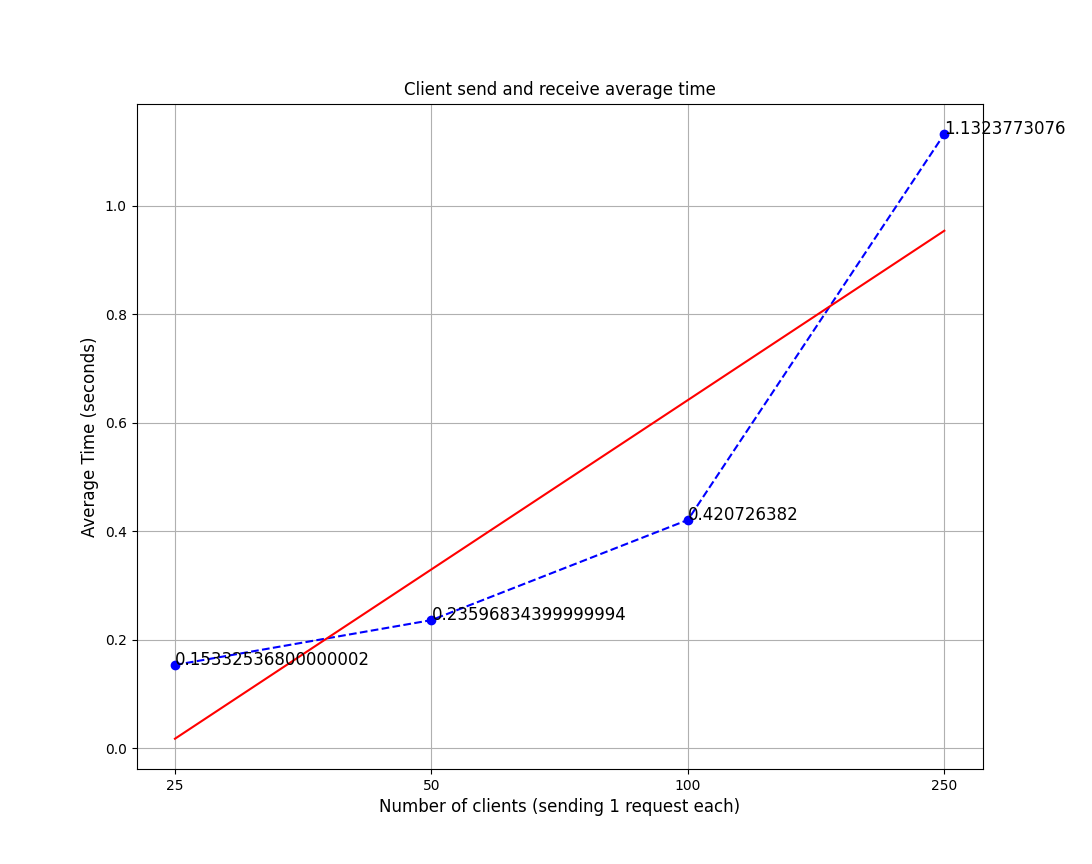 Client send and receive average time
1.1323773076
1.0
0.8
0.6
0.420726382
0.4
0.23596834399999994
0.2
0.15332536800000002
0.0
25 50 100 250
Number of clients (sending 1 request each)
Average Time (seconds)